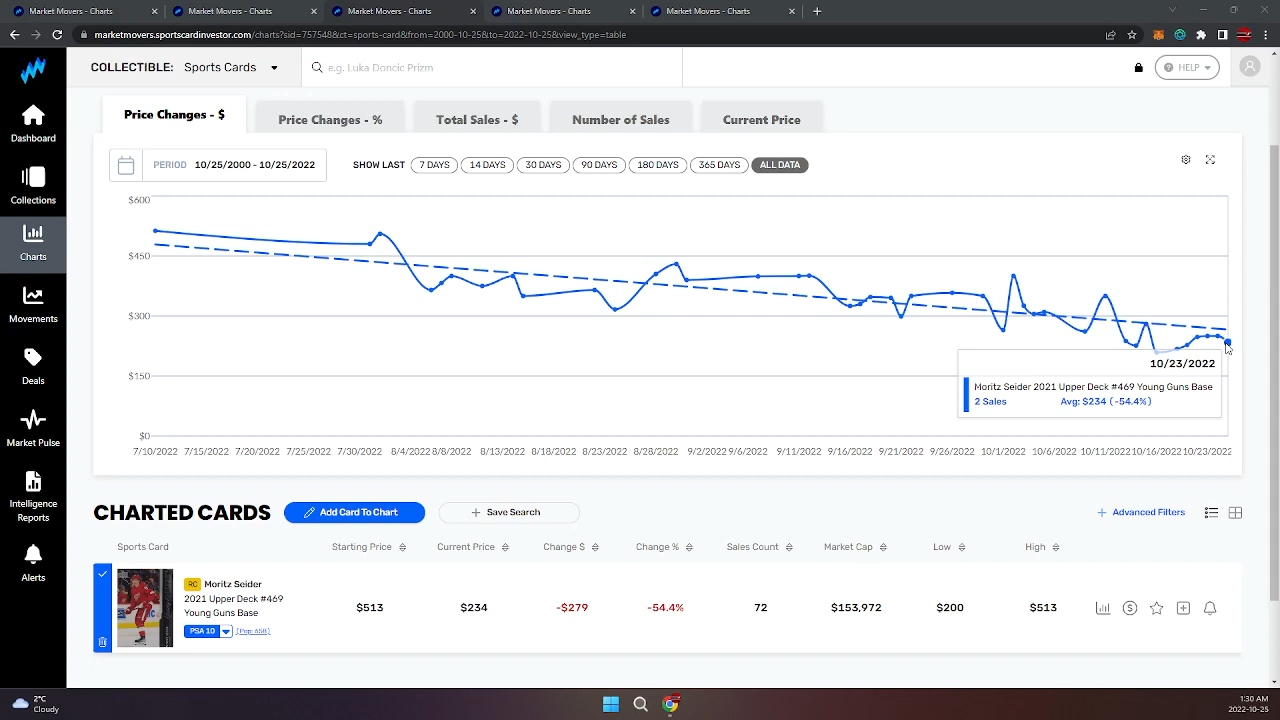 Market Movers - Charts
Market Movers - Charts
Market Movers - Charts
Market Movers - Charts
Market Movers - Charts
marketmovers.sportscardinvestor.com/charts?sid=757548&ct=sports-card&from=2000-10-25&to=2022-10-25&view_type=table
COLLECTIBLE: Sports Cards
e.g. Luka Doncic Prizm
HELP
Dashboard
Collections
Charts
Movements
Deals
Market Pulse
Intelligence
Reports
Alerts
Price Changes - $
Price Changes - %
Total Sales - $
Number of Sales
Current Price
PERIOD 10/25/2000 - 10/25/2022
SHOW LAST 7 DAYS 14 DAYS 30 DAYS 90 DAYS 180 DAYS 365 DAYS ALL DATA
$600
$450
$300
$150
$0
10/23/2022
Moritz Seider 2021 Upper Deck #469 Young Guns Base
2 Sales Avg: $234 (-54.4%)
7/10/2022 7/15/2022 7/20/2022 7/25/2022 7/30/2022 8/4/2022 8/8/2022 8/13/2022 8/18/2022 8/23/2022 8/28/2022 9/2/2022 9/6/2022 9/11/2022 9/16/2022 9/21/2022 9/26/2022 10/1/2022 10/6/2022 10/11/2022 10/16/2022 10/23/2022
CHARTED CARDS
Add Card To Chart
Save Search
Advanced Filters
Sports Card Starting Price Current Price Change $ Change % Sales Count Market Cap Low High
RC Moritz Seider
2021 Upper Deck #469
Young Guns Base
PSA 10 (Pop: 658)
$513 $234 -$279 -54.4% 72 $153,972 $200 $513
2°C
Cloudy
1:30 AM
2022-10-25